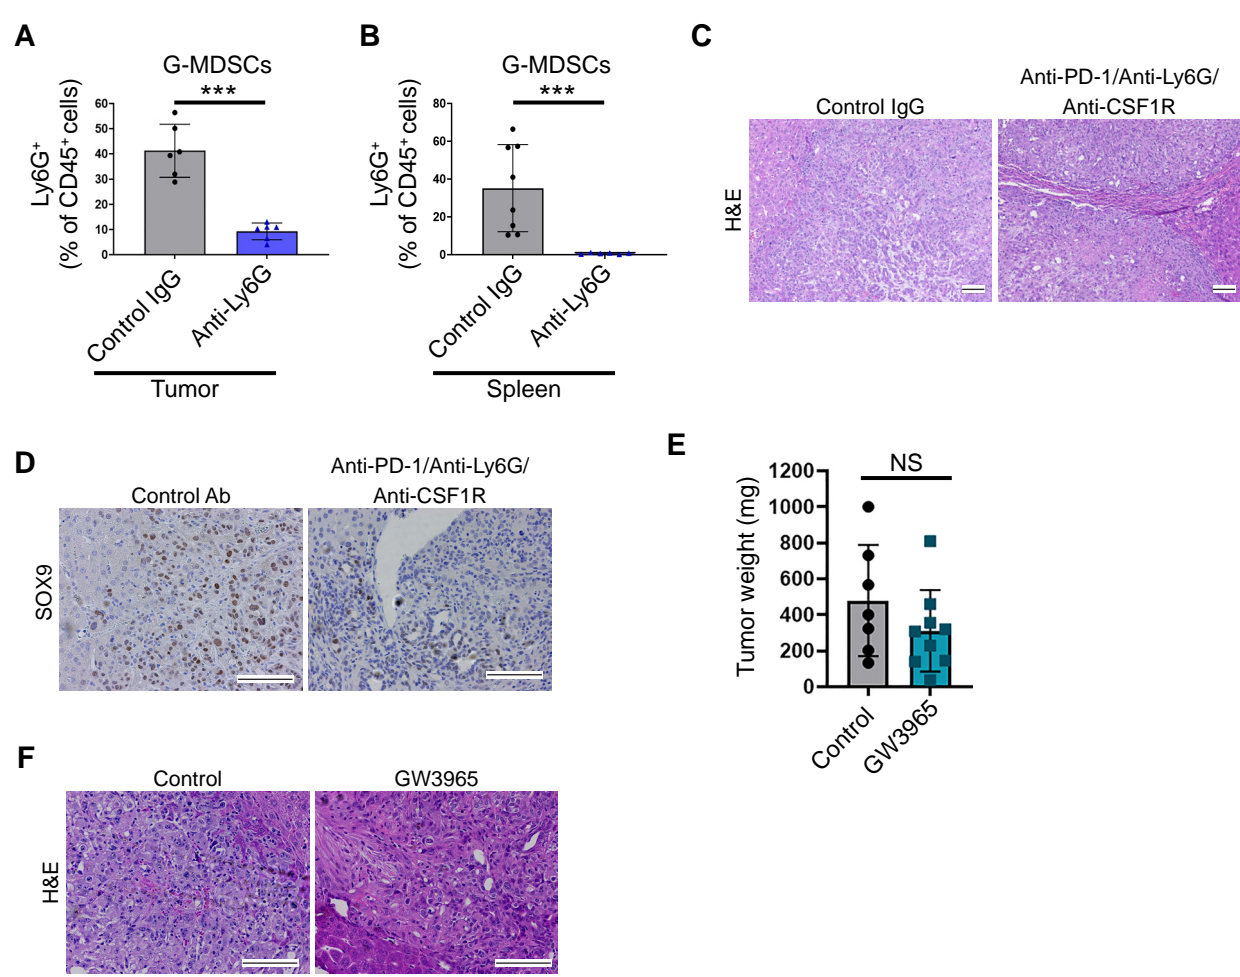 A
G-MDSCs
***
Ly6G⁺
(% of CD45⁺ cells)
60
50
40
30
20
10
0
Control IgG
Anti-Ly6G
Tumor
B
G-MDSCs
***
Ly6G⁺
(% of CD45⁺ cells)
80
60
40
20
0
Control IgG
Anti-Ly6G
Spleen
C
Control IgG
Anti-PD-1/Anti-Ly6G/
Anti-CSF1R
H&E
D
Control Ab
Anti-PD-1/Anti-Ly6G/
Anti-CSF1R
SOX9
E
NS
Tumor weight (mg)
1200
1000
800
600
400
200
0
Control
GW3965
F
Control
GW3965
H&E